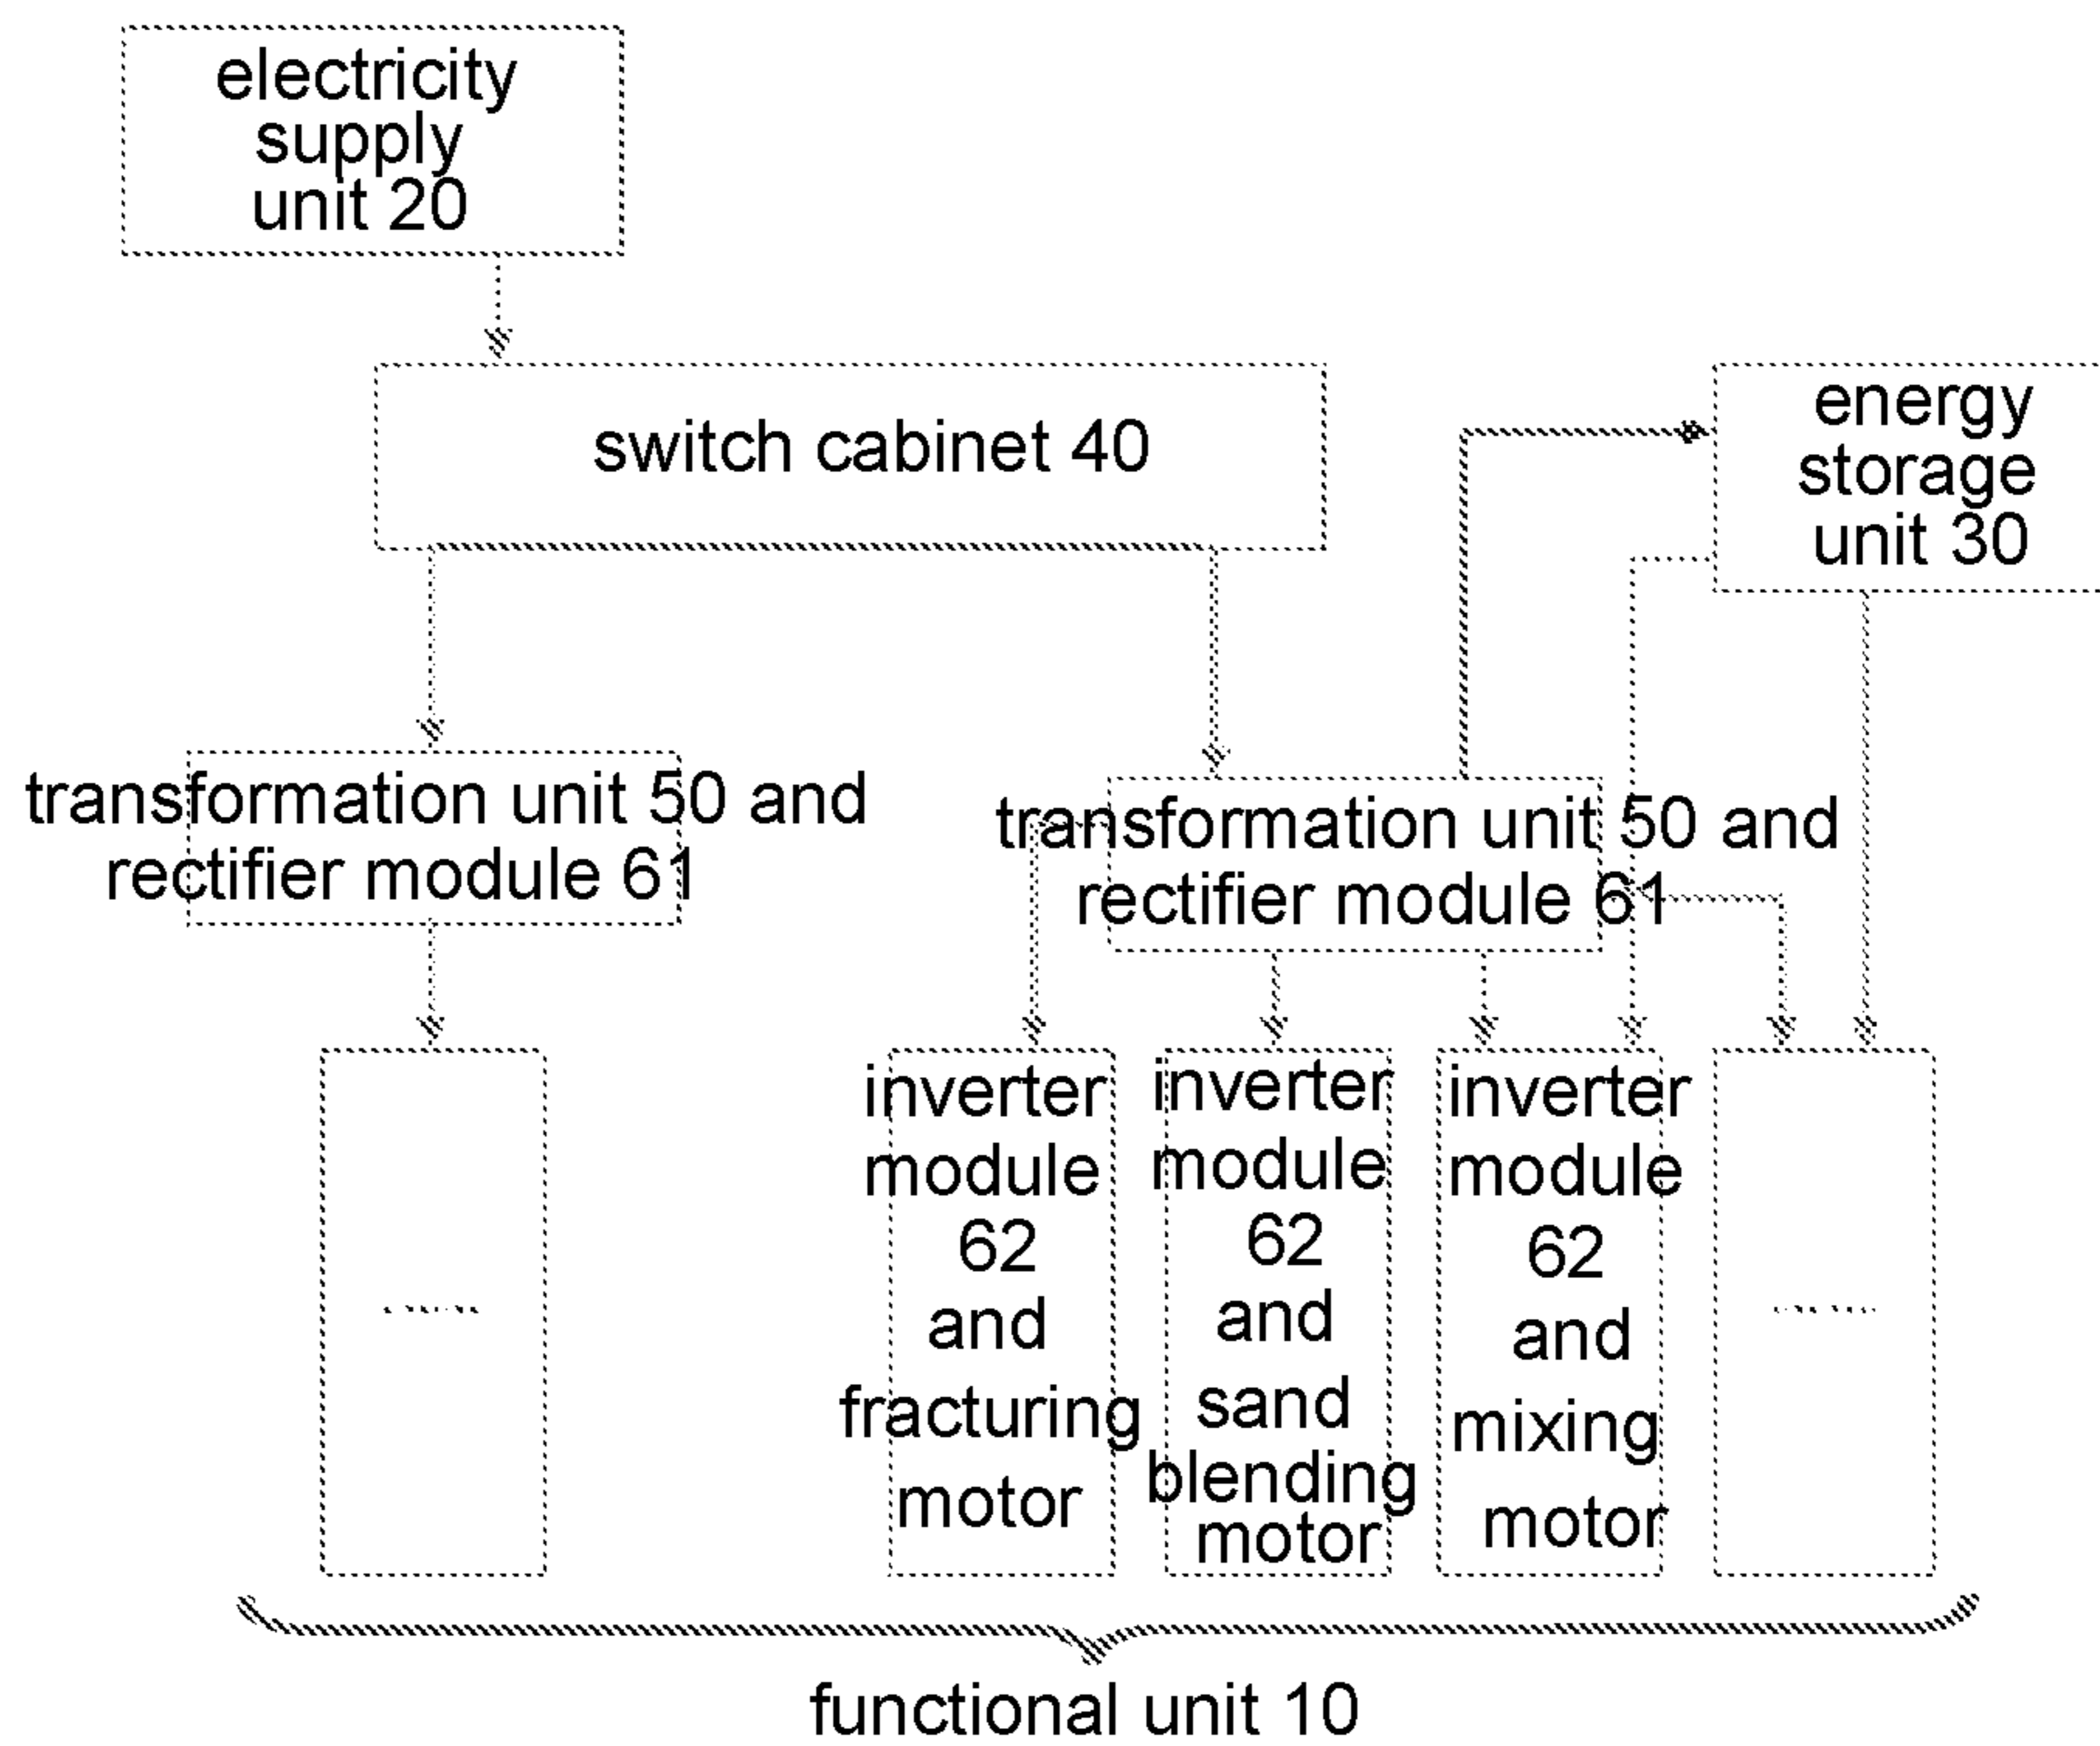 electricity
supply
unit 20
switch cabinet 40
energy
storage
unit 30
transformation unit 50 and
rectifier module 61
transformation unit 50 and
rectifier module 61
......
inverter
module
62
and
fracturing
motor
inverter
module
62
and
sand
blending
motor
inverter
module
62
and
mixing
motor
......
functional unit 10